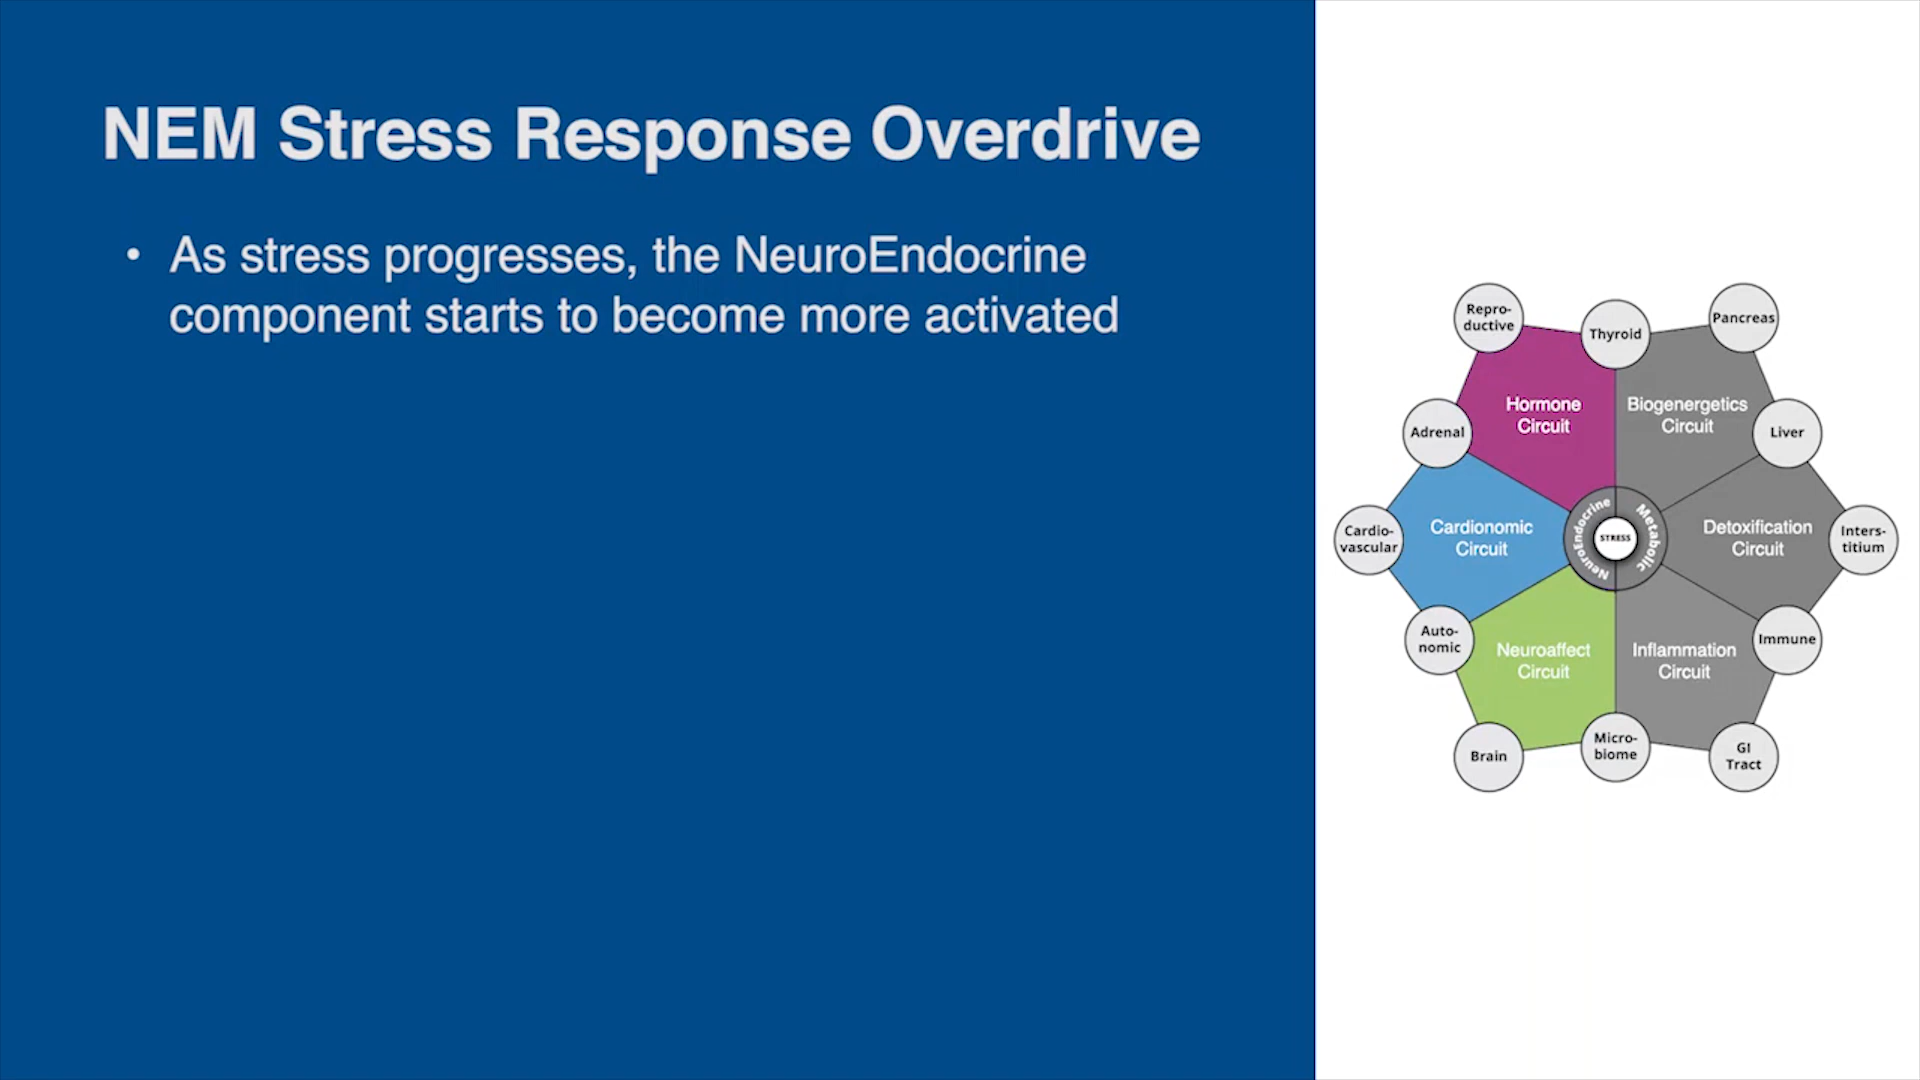 NEM Stress Response Overdrive
• As stress progresses, the NeuroEndocrine
component starts to become more activated
Repro-
ductive
Thyroid
Pancreas
Hormone
Circuit
Biogenergetics
Circuit
Adrenal
Liver
Cardio-
vascular
Cardionomic
Circuit
NeuroEndocrine
STRESS
Metabolic
Detoxification
Circuit
Inters-
titium
Auto-
nomic
Neuroaffect
Circuit
Inflammation
Circuit
Immune
Brain
Micro-
biome
GI
Tract